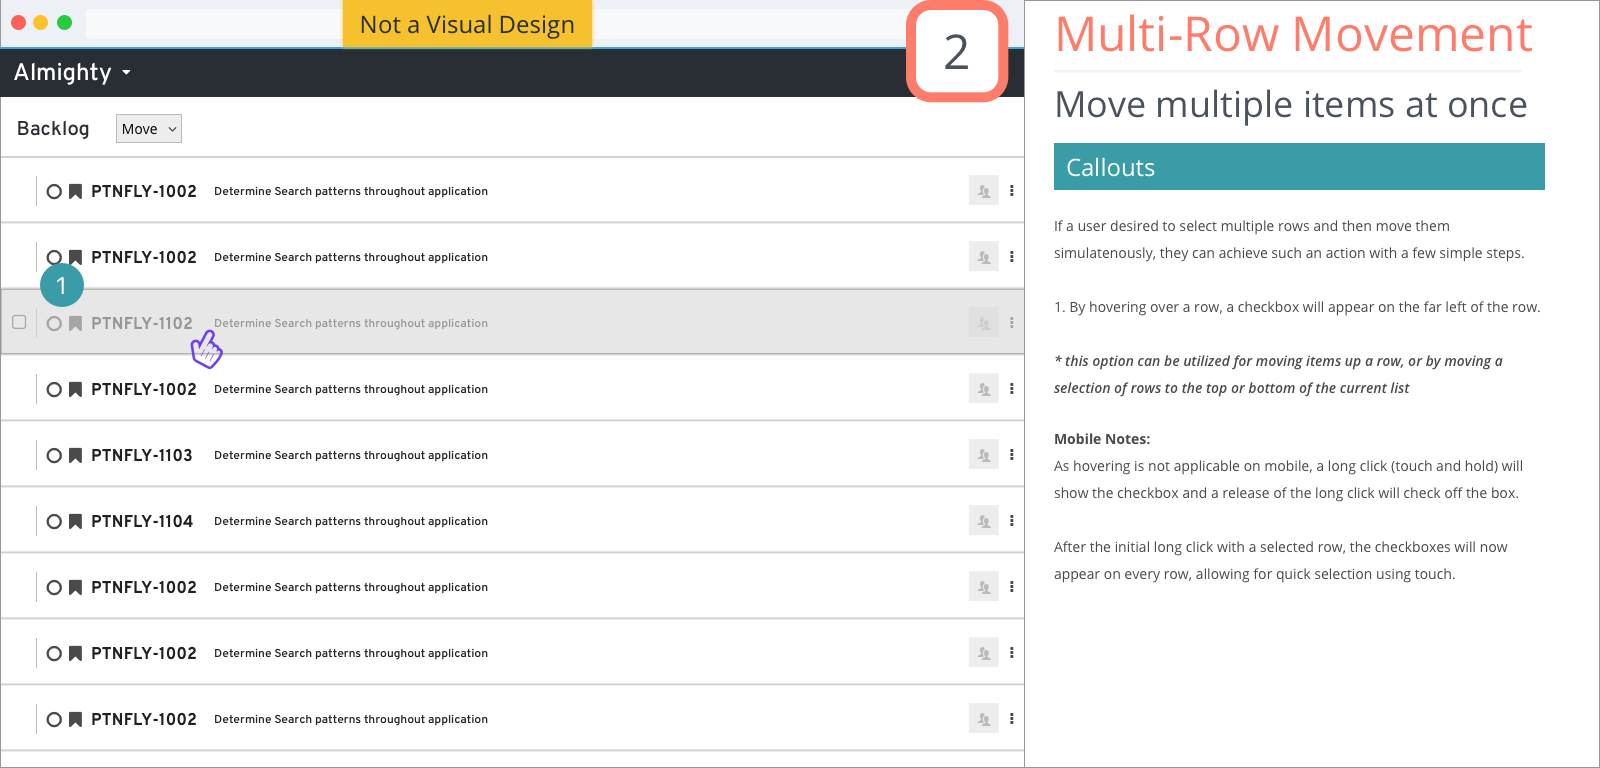 Not a Visual Design
2
Almighty
Backlog
Move
PTNFLY-1002 Determine Search patterns throughout application
PTNFLY-1002 Determine Search patterns throughout application
1
PTNFLY-1102 Determine Search patterns throughout application
PTNFLY-1002 Determine Search patterns throughout application
PTNFLY-1103 Determine Search patterns throughout application
PTNFLY-1104 Determine Search patterns throughout application
PTNFLY-1002 Determine Search patterns throughout application
PTNFLY-1002 Determine Search patterns throughout application
PTNFLY-1002 Determine Search patterns throughout application
Multi-Row Movement
Move multiple items at once
Callouts
If a user desired to select multiple rows and then move them
simulatenously, they can achieve such an action with a few simple steps.
1. By hovering over a row, a checkbox will appear on the far left of the row.
* this option can be utilized for moving items up a row, or by moving a
selection of rows to the top or bottom of the current list
Mobile Notes:
As hovering is not applicable on mobile, a long click (touch and hold) will
show the checkbox and a release of the long click will check off the box.
After the initial long click with a selected row, the checkboxes will now
appear on every row, allowing for quick selection using touch.